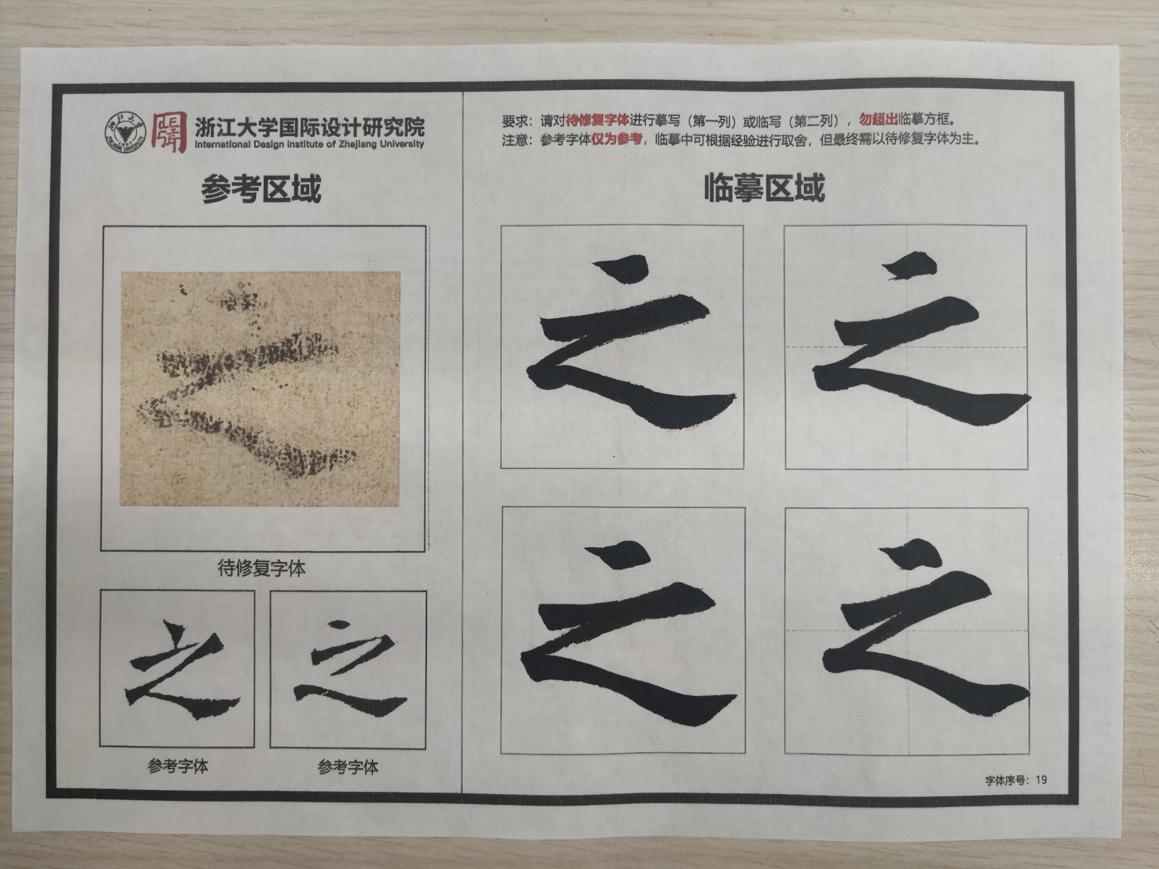 浙江大学国际设计研究院
International Design Institute of Zhejiang University
参考区域
之
待修复字体
之
之
参考字体
参考字体
要求：请对待修复字体进行摹写（第一列）或临写（第二列），勿超出临摹方框。
注意：参考字体仅为参考，临摹中可根据经验进行取舍，但最终需以待修复字体为主。
临摹区域
之
之
之
之
字体序号：19